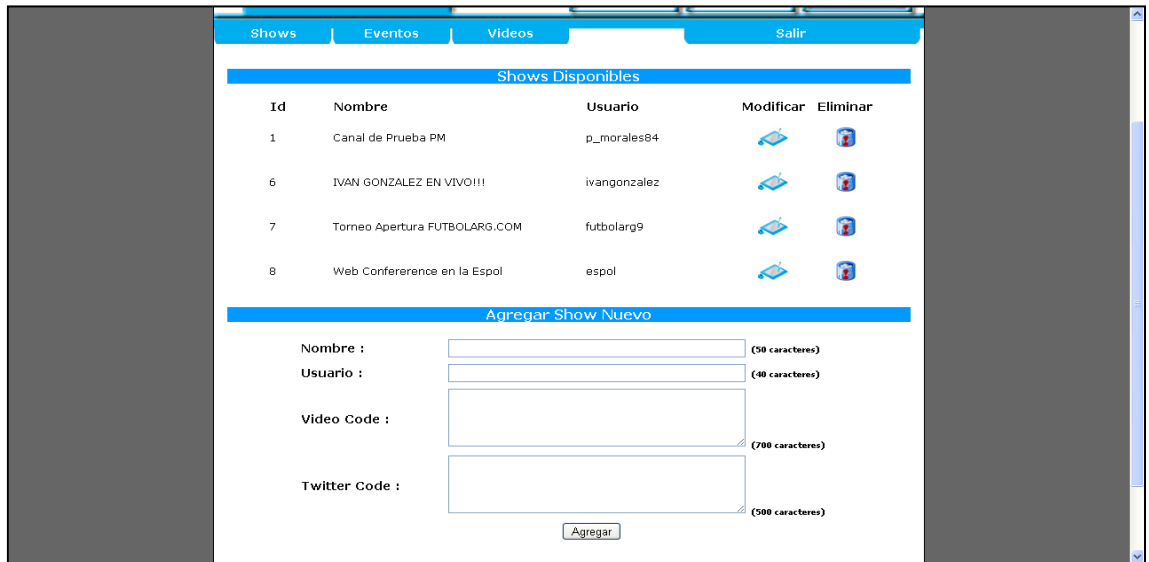 Shows Eventos Videos Salir
Shows Disponibles
Id Nombre Usuario Modificar Eliminar
1 Canal de Prueba PM p_morales84
6 IVAN GONZALEZ EN VIVO!!! ivangonzalez
7 Torneo Apertura FUTBOLARG.COM futbolarg9
8 Web Confererence en la Espol espol
Agregar Show Nuevo
Nombre : (50 caracteres)
Usuario : (40 caracteres)
Video Code : (700 caracteres)
Twitter Code : (500 caracteres)
Agregar